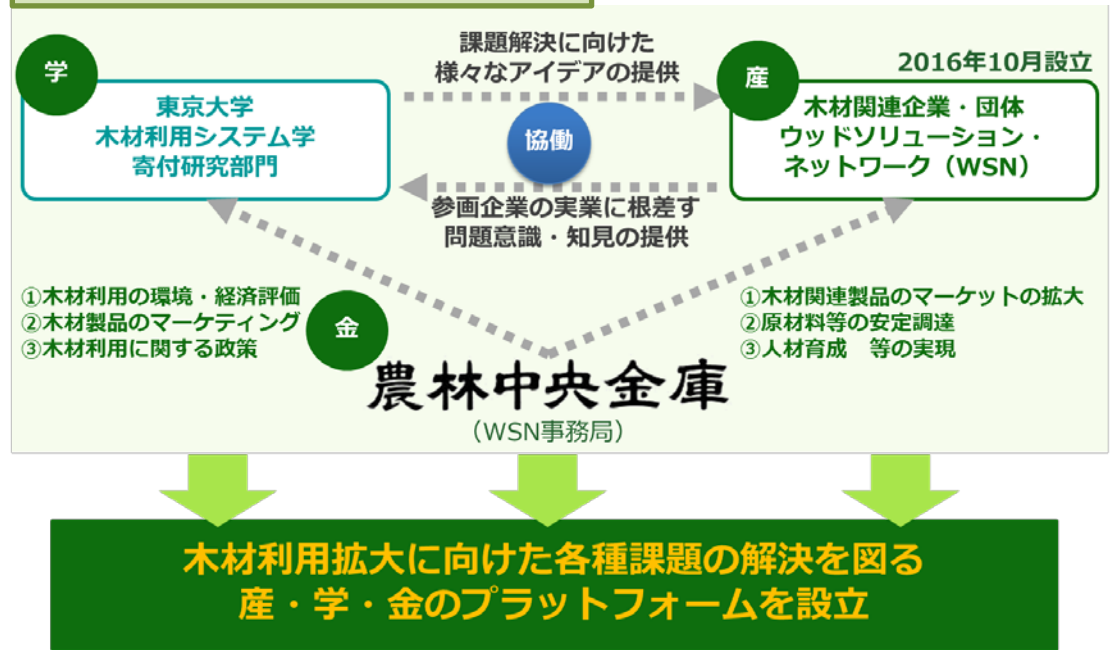 学
東京大学
木材利用システム学
寄付研究部門
課題解決に向けた
様々なアイデアの提供
協働
参画企業の実業に根差す
問題意識・知見の提供
2016年10月設立
産
木材関連企業・団体
ウッドソリューション・
ネットワーク（WSN）
①木材利用の環境・経済評価
②木材製品のマーケティング
③木材利用に関する政策
金
①木材関連製品のマーケットの拡大
②原材料等の安定調達
③人材育成　等の実現
農林中央金庫
（WSN事務局）
木材利用拡大に向けた各種課題の解決を図る
産・学・金のプラットフォームを設立